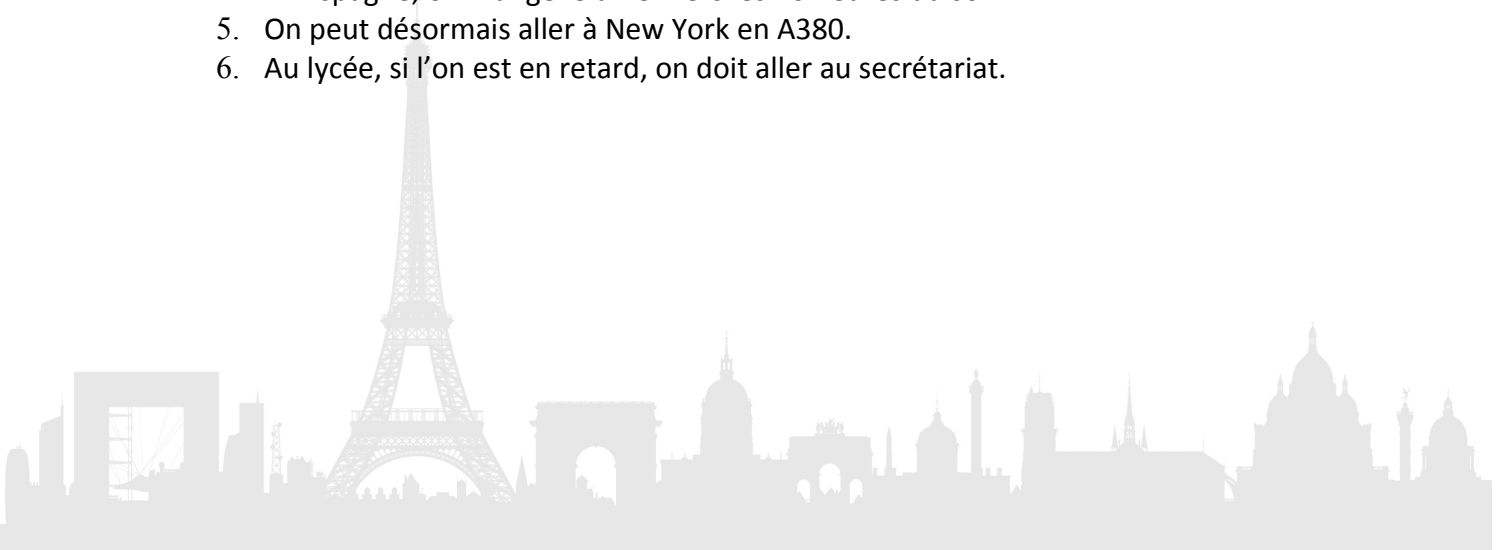 5. On peut désormais aller à New York en A380.
6. Au lycée, si l'on est en retard, on doit aller au secrétariat.